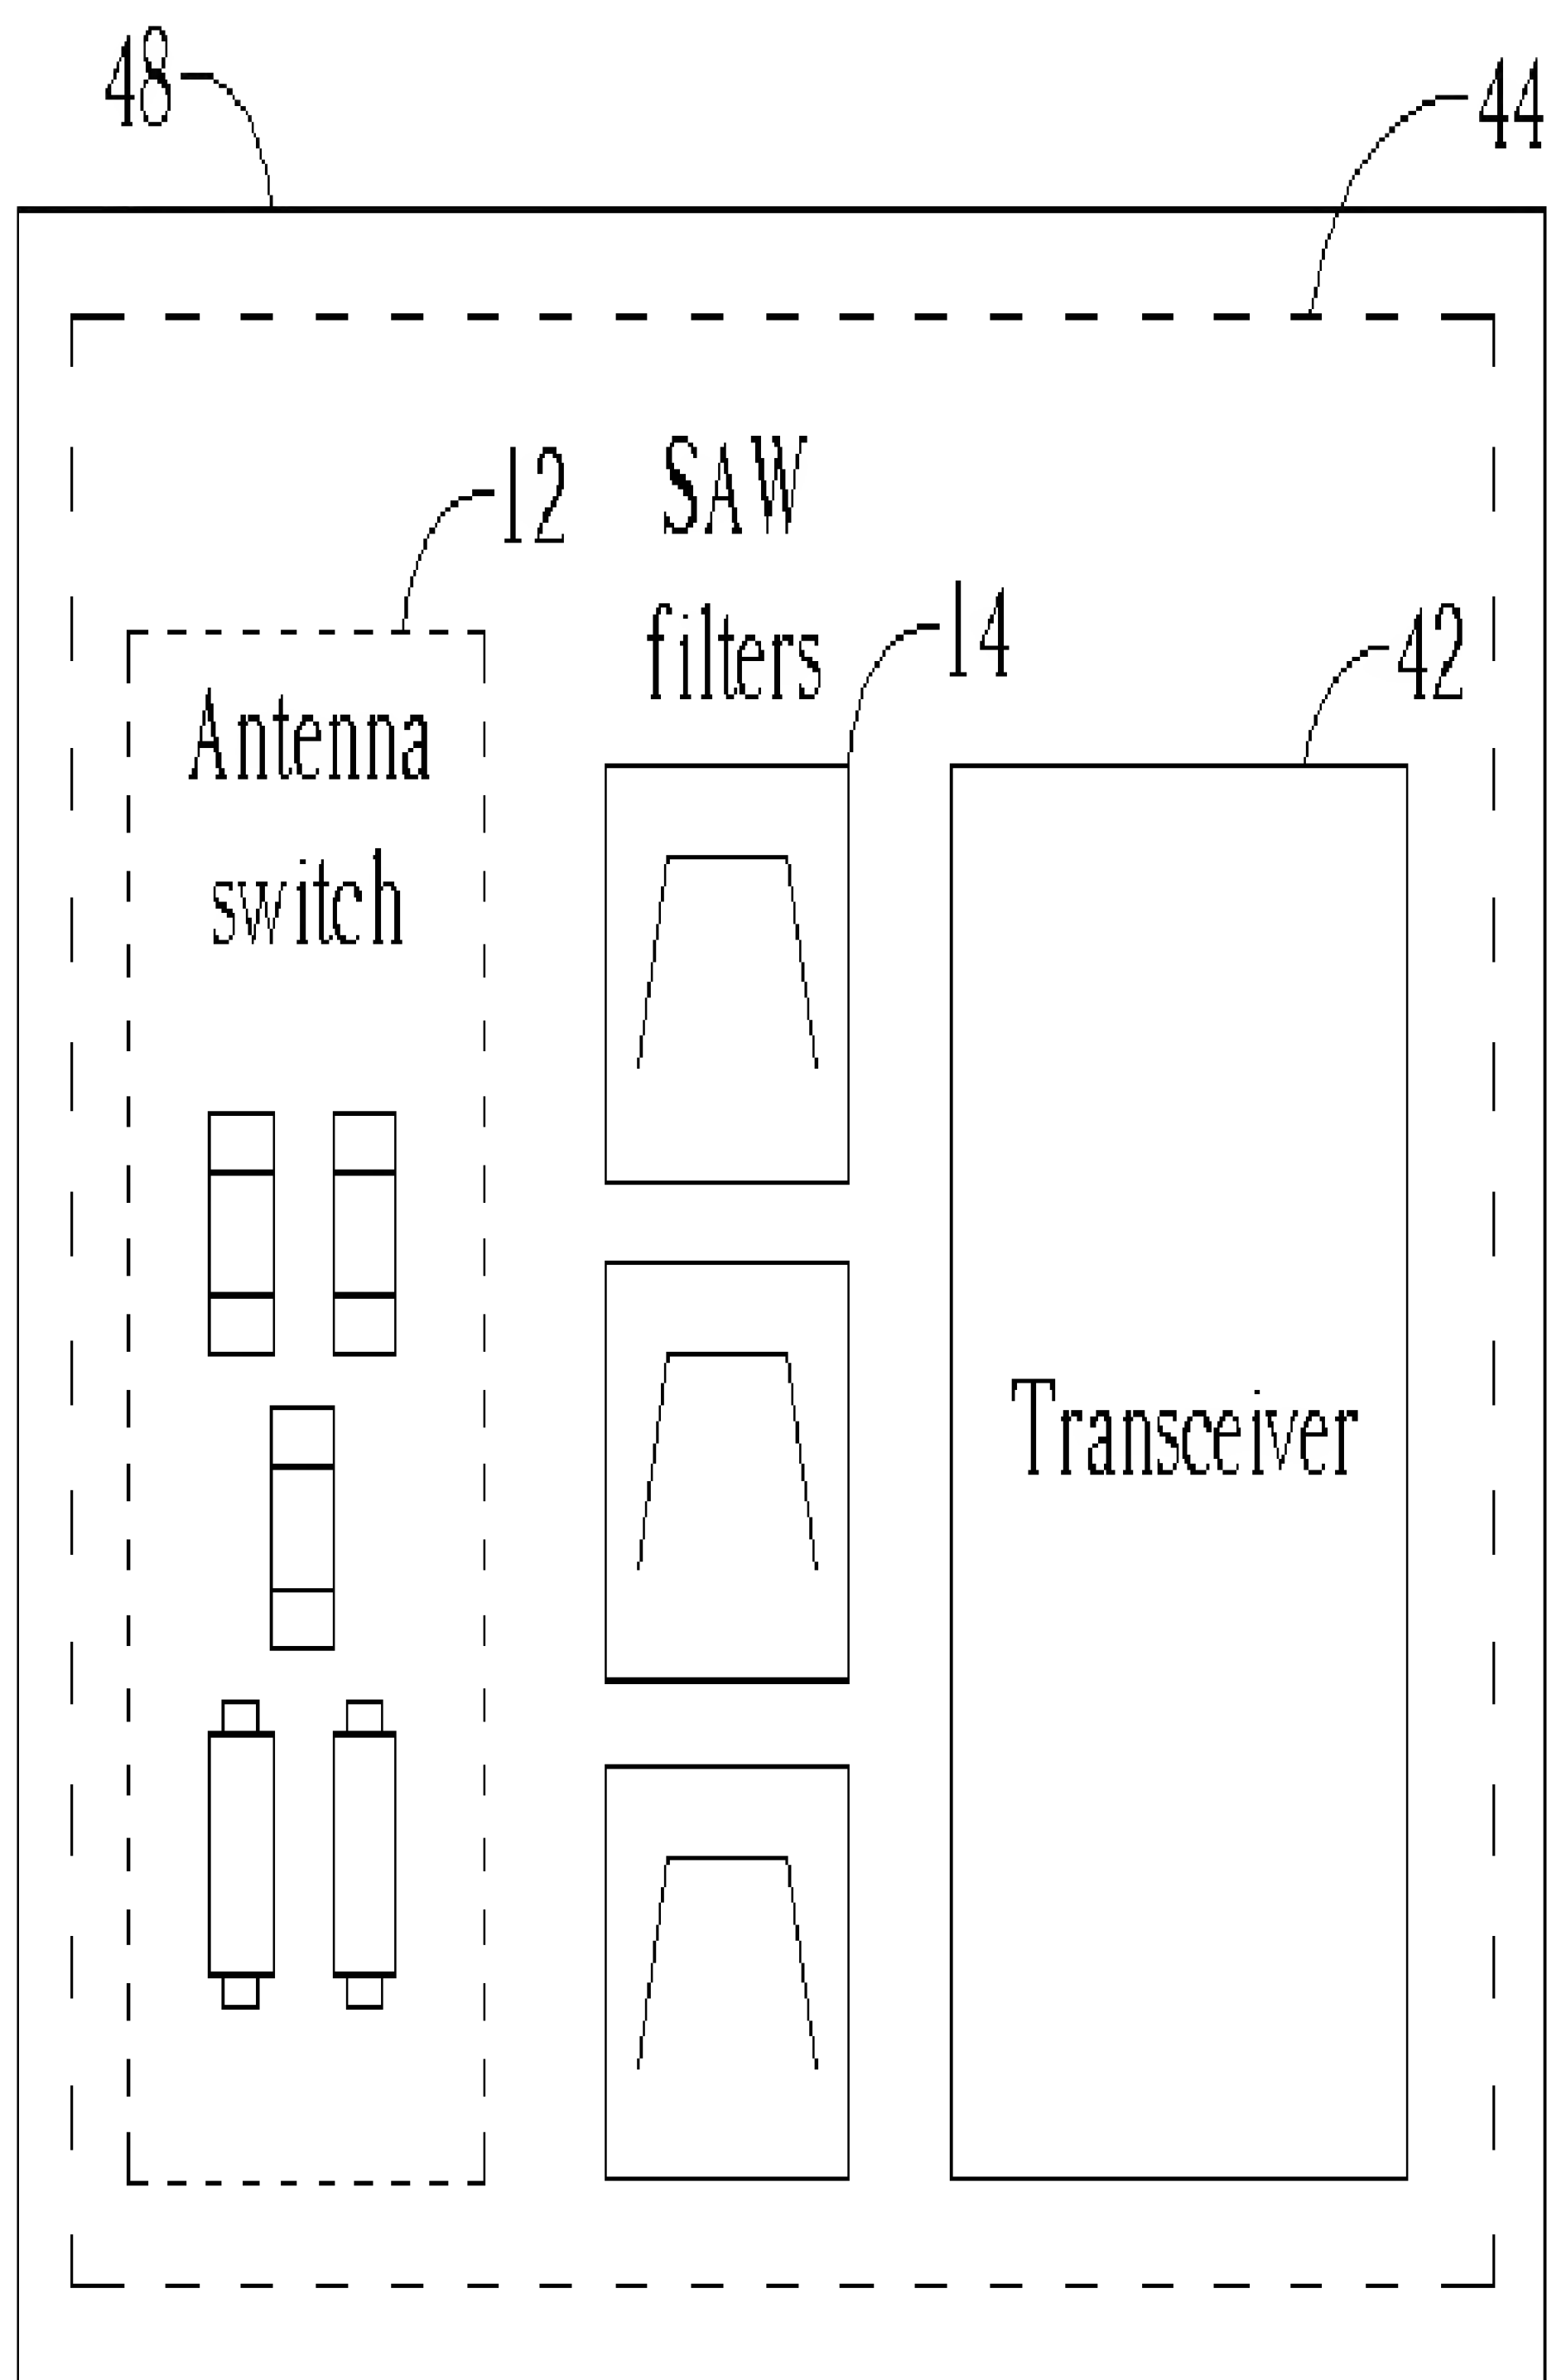 48
44
12
SAW
filters
14
42
Antenna
switch
Transceiver